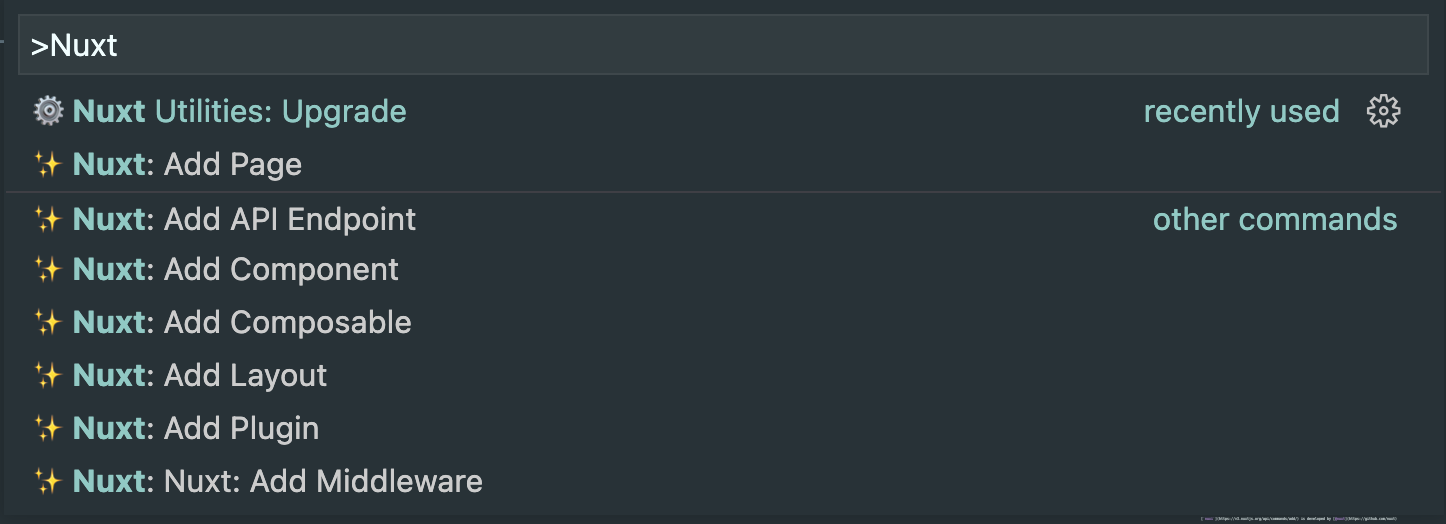 >Nuxt
Nuxt Utilities: Upgrade recently used
Nuxt: Add Page
Nuxt: Add API Endpoint other commands
Nuxt: Add Component
Nuxt: Add Composable
Nuxt: Add Layout
Nuxt: Add Plugin
Nuxt: Nuxt: Add Middleware